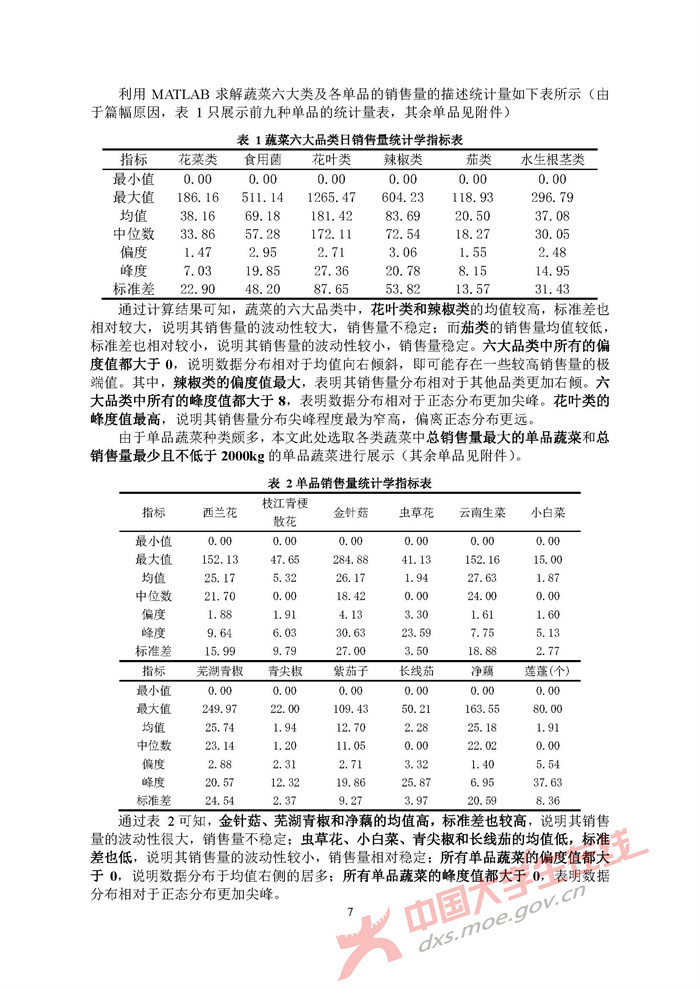 利用 MATLAB 求解蔬菜六大类及各单品的销售量的描述统计量如下表所示（由
于篇幅原因，表 1 只展示前九种单品的统计量表，其余单品见附件）
表 1 蔬菜六大品类日销售量统计学指标表
指标 花菜类 食用菌 花叶类 辣椒类 茄类 水生根茎类
最小值 0.00 0.00 0.00 0.00 0.00 0.00
最大值 186.16 511.14 1265.47 604.23 118.93 296.79
均值 38.16 69.18 181.42 83.69 20.50 37.08
中位数 33.86 57.28 172.11 72.54 18.27 30.05
偏度 1.47 2.95 2.71 3.06 1.55 2.48
峰度 7.03 19.85 27.36 20.78 8.15 14.95
标准差 22.90 48.20 87.65 53.82 13.57 31.43
通过计算结果可知，蔬菜的六大品类中，花叶类和辣椒类的均值较高，标准差也
相对较大，说明其销售量的波动性较大，销售量不稳定；而茄类的销售量均值较低，
标准差也相对较小，说明其销售量的波动性较小，销售量稳定。六大品类中所有的偏
度值都大于 0，说明数据分布相对于均值向右倾斜，即可能存在一些较高销售量的极
端值。其中，辣椒类的偏度值最大，表明其销售量分布相对于其他品类更加右倾。六
大品类中所有的峰度值都大于 8，表明数据分布相对于正态分布更加尖峰。花叶类的
峰度值最高，说明其销售量分布尖峰程度最为窄高，偏离正态分布更远。
由于单品蔬菜种类颇多，本文此处选取各类蔬菜中总销售量最大的单品蔬菜和总
销售量最少且不低于 2000kg 的单品蔬菜进行展示（其余单品见附件）。
表 2 单品销售量统计学指标表
指标 西兰花 枝江青梗散花 金针菇 虫草花 云南生菜 小白菜
最小值 0.00 0.00 0.00 0.00 0.00 0.00
最大值 152.13 47.65 284.88 41.13 152.16 15.00
均值 25.17 5.32 26.17 1.94 27.63 1.87
中位数 21.70 0.00 18.42 0.00 24.00 0.00
偏度 1.88 1.91 4.13 3.30 1.61 1.60
峰度 9.64 6.03 30.63 23.59 7.75 5.13
标准差 15.99 9.79 27.00 3.50 18.88 2.77
指标 芜湖青椒 青尖椒 紫茄子 长线茄 净藕 莲蓬(个)
最小值 0.00 0.00 0.00 0.00 0.00 0.00
最大值 249.97 22.00 109.43 50.21 163.55 80.00
均值 25.74 1.94 12.70 2.28 25.18 1.91
中位数 23.14 1.20 11.05 0.00 22.02 0.00
偏度 2.88 2.31 2.71 3.32 1.40 5.54
峰度 20.57 12.32 19.86 25.87 6.95 37.63
标准差 24.54 2.37 9.27 3.97 20.59 8.36
通过表 2 可知，金针菇、芜湖青椒和净藕的均值高，标准差也较高，说明其销售
量的波动性很大，销售量不稳定；虫草花、小白菜、青尖椒和长线茄的均值低，标准
差也低，说明其销售量的波动性较小，销售量相对稳定；所有单品蔬菜的偏度值都大
于 0，说明数据分布于均值右侧的居多；所有单品蔬菜的峰度值都大于 0，表明数据
分布相对于正态分布更加尖峰。
7
中国大学生在线
dxs.moe.gov.cn